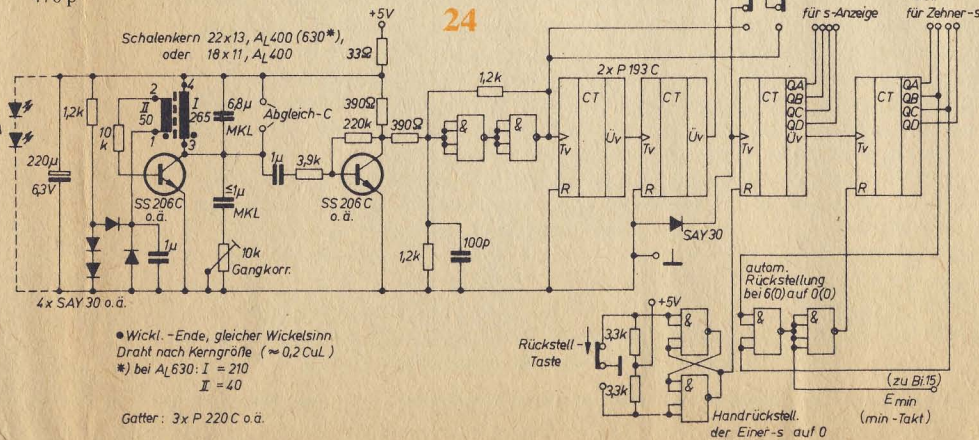 24
+5V
für s-Anzeige
für Zehner-s
Schalenkern 22x13, AL400 (630*),
oder 18x11, AL400
33Ω
2x P 193 C
1,2k
2
4
II
50
I
265
1
3
6,8µ
MKL
Abgleich-C
390Ω
220k
390Ω
1,2k
&
&
CT
CT
CT
CT
QA
QB
QC
QD
Üv
QA
QB
QC
QD
10
k
220µ
6,3V
1µ
3,9k
Tv
Üv
Tv
Tv
Tv
SS 206 C
o.ä.
≤1µ
MKL
SS 206 C
o.ä.
R
R
R
R
1µ
10k
Gangkorr.
1,2k
100p
SAY 30
4x SAY 30 o.ä.
autom.
Rückstellung
bei 6(0) auf 0(0)
+5V
● Wickl.-Ende, gleicher Wickelsinn
Draht nach Kerngröße (≈ 0,2 CuL)
*) bei AL630: I = 210
II = 40
Rückstell-
Taste
3,3k
3,3k
&
&
&
&
(zu Bi.15)
Emin
(min-Takt)
Gatter: 3x P 220 C o.ä.
Handrückstell.
der Einer-s auf 0